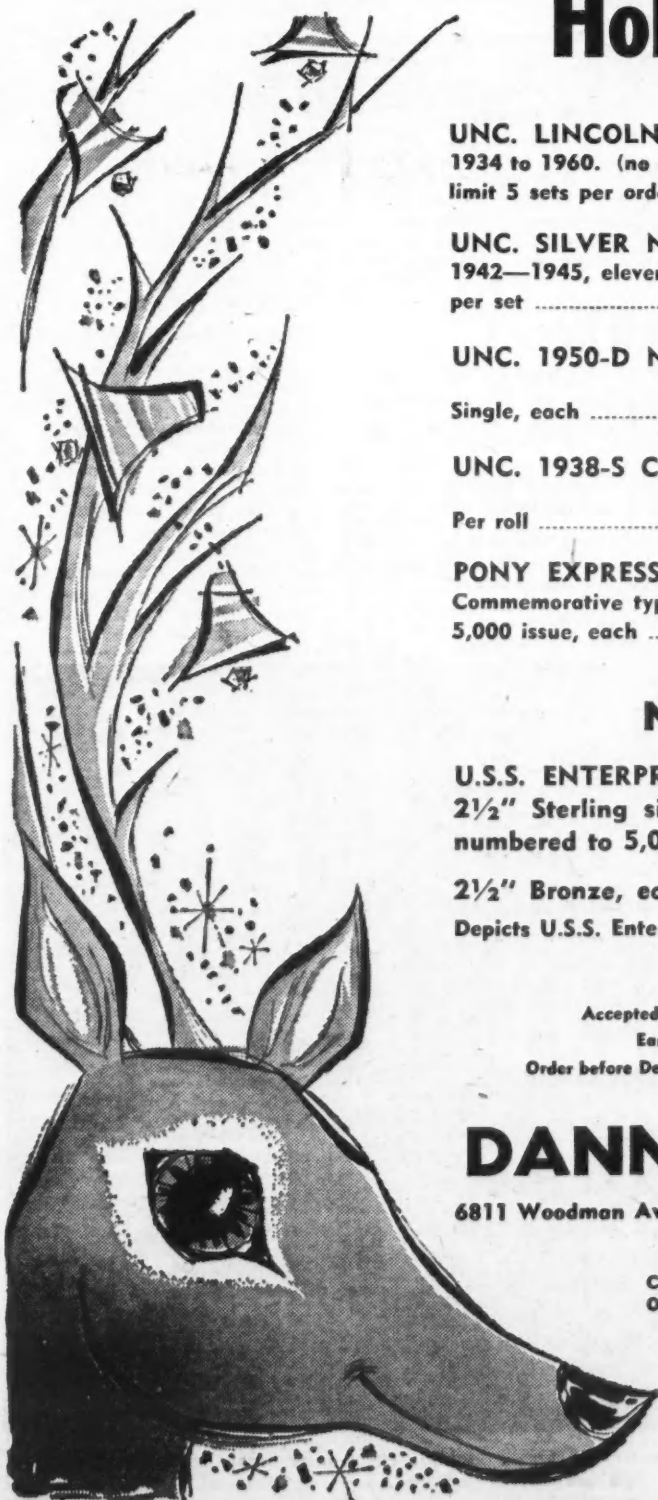 Hol
UNC. LINCOLN
1934 to 1960. (no
limit 5 sets per ord
UNC. SILVER N
1942—1945, eleve
per set
UNC. 1950-D N
Single, each
UNC. 1938-S C
Per roll
PONY EXPRESS
Commemorative typ
5,000 issue, each
N
U.S.S. ENTERPR
2½" Sterling si
numbered to 5,0
2½" Bronze, ea
Depicts U.S.S. Ente
Accepted
Ea
Order before De
DANN
6811 Woodman Av
C
O